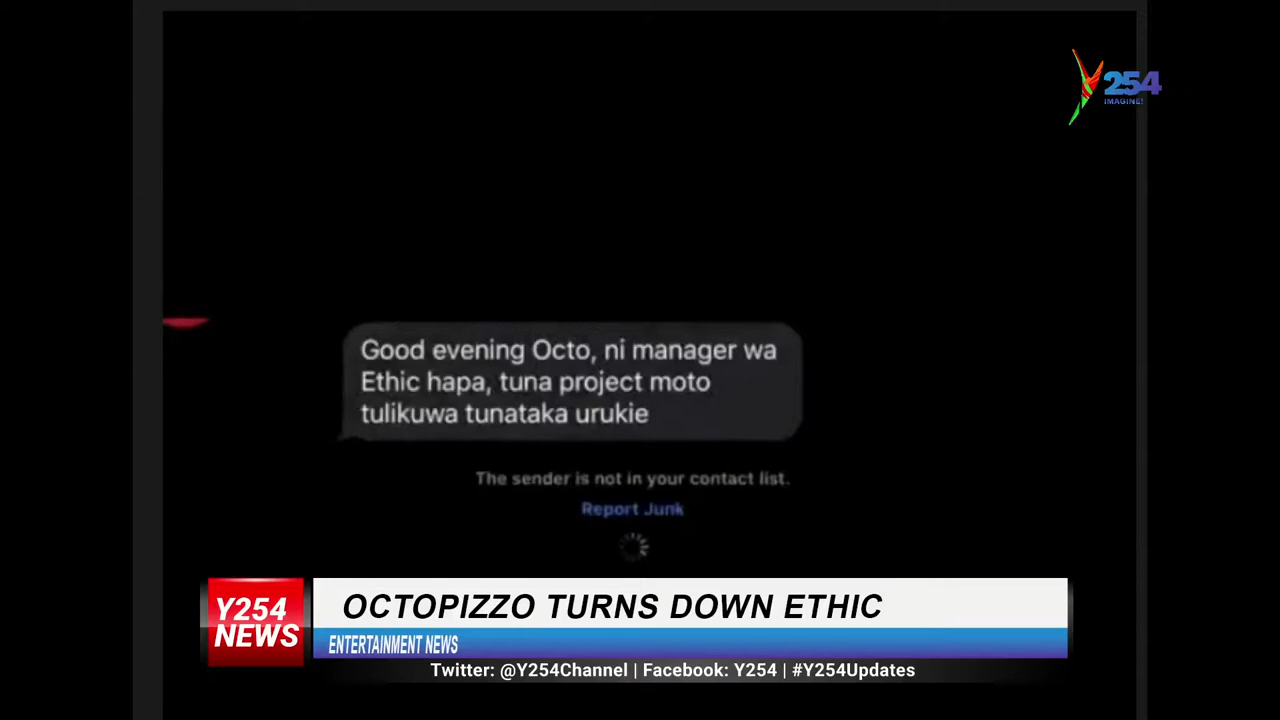 254
IMAGINE!
Good evening Octo, ni manager wa
Ethic hapa, tuna project moto
tulikuwa tunataka urukie
The sender is not in your contact list.
Report Junk
Y254
NEWS
OCTOPIZZO TURNS DOWN ETHIC
ENTERTAINMENT NEWS
Twitter: @Y254Channel | Facebook: Y254 | #Y254Updates